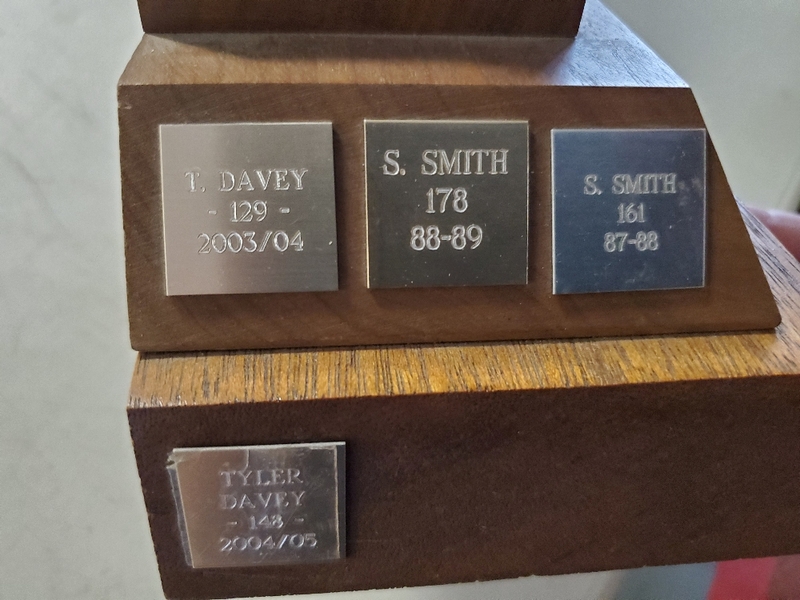 T. DAVEY
- 129 -
2003/04
S. SMITH
178
88-89
S. SMITH
161
87-88
TYLER
DAVEY
- 148 -
2004/05